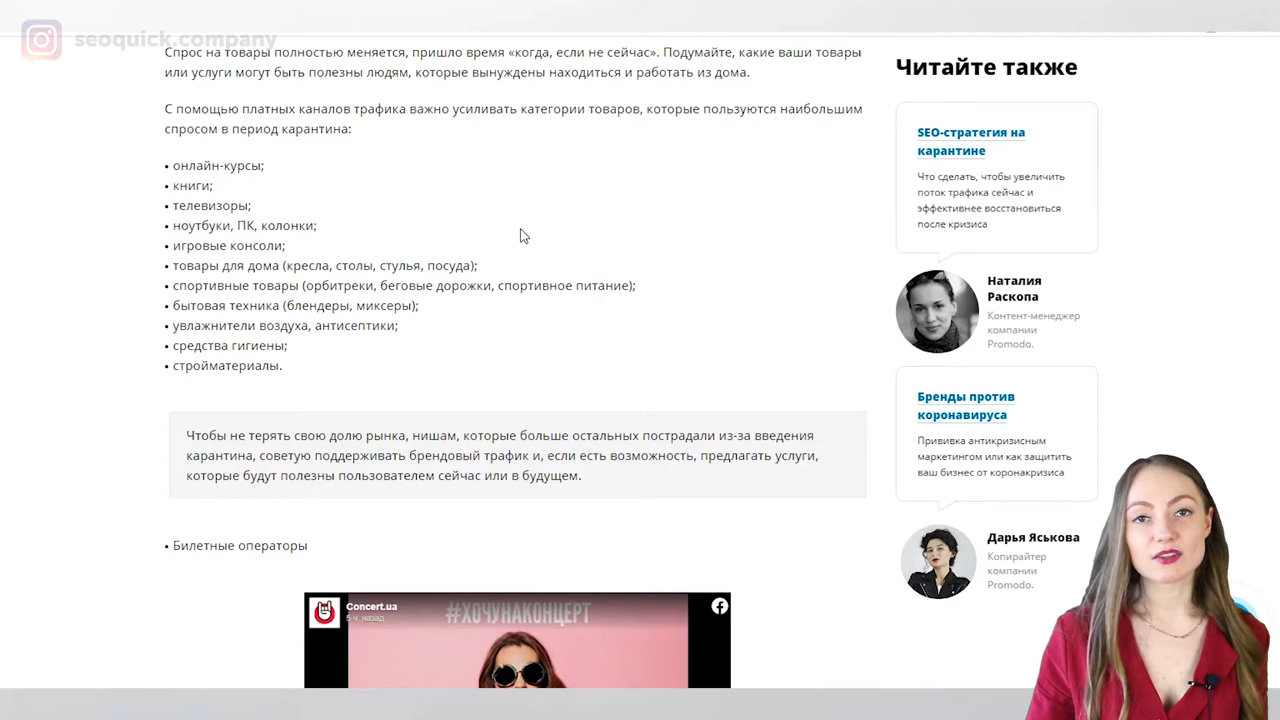 seoquick.company
Спрос на товары полностью меняется, пришло время «когда, если не сейчас». Подумайте, какие ваши товары
или услуги могут быть полезны людям, которые вынуждены находиться и работать из дома.
С помощью платных каналов трафика важно усиливать категории товаров, которые пользуются наибольшим
спросом в период карантина:
• онлайн-курсы;
• книги;
• телевизоры;
• ноутбуки, ПК, колонки;
• игровые консоли;
• товары для дома (кресла, столы, стулья, посуда);
• спортивные товары (орбитреки, беговые дорожки, спортивное питание);
• бытовая техника (блендеры, миксеры);
• увлажнители воздуха, антисептики;
• средства гигиены;
• стройматериалы.
Чтобы не терять свою долю рынка, нишам, которые больше остальных пострадали из-за введения
карантина, советую поддерживать брендовый трафик и, если есть возможность, предлагать услуги,
которые будут полезны пользователем сейчас или в будущем.
• Билетные операторы
Concert.ua
5 ч. назад
#ХОЧУНАКОНЦЕРТ
Читайте также
SEO-стратегия на
карантине
Что сделать, чтобы увеличить
поток трафика сейчас и
эффективнее восстановиться
после кризиса
Наталия
Раскопа
Контент-менеджер
компании
Promodo.
Бренды против
коронавируса
Прививка антикризисным
маркетингом или как защитить
ваш бизнес от коронакризиса
Дарья Яськова
Копирайтер
компании
Promodo.